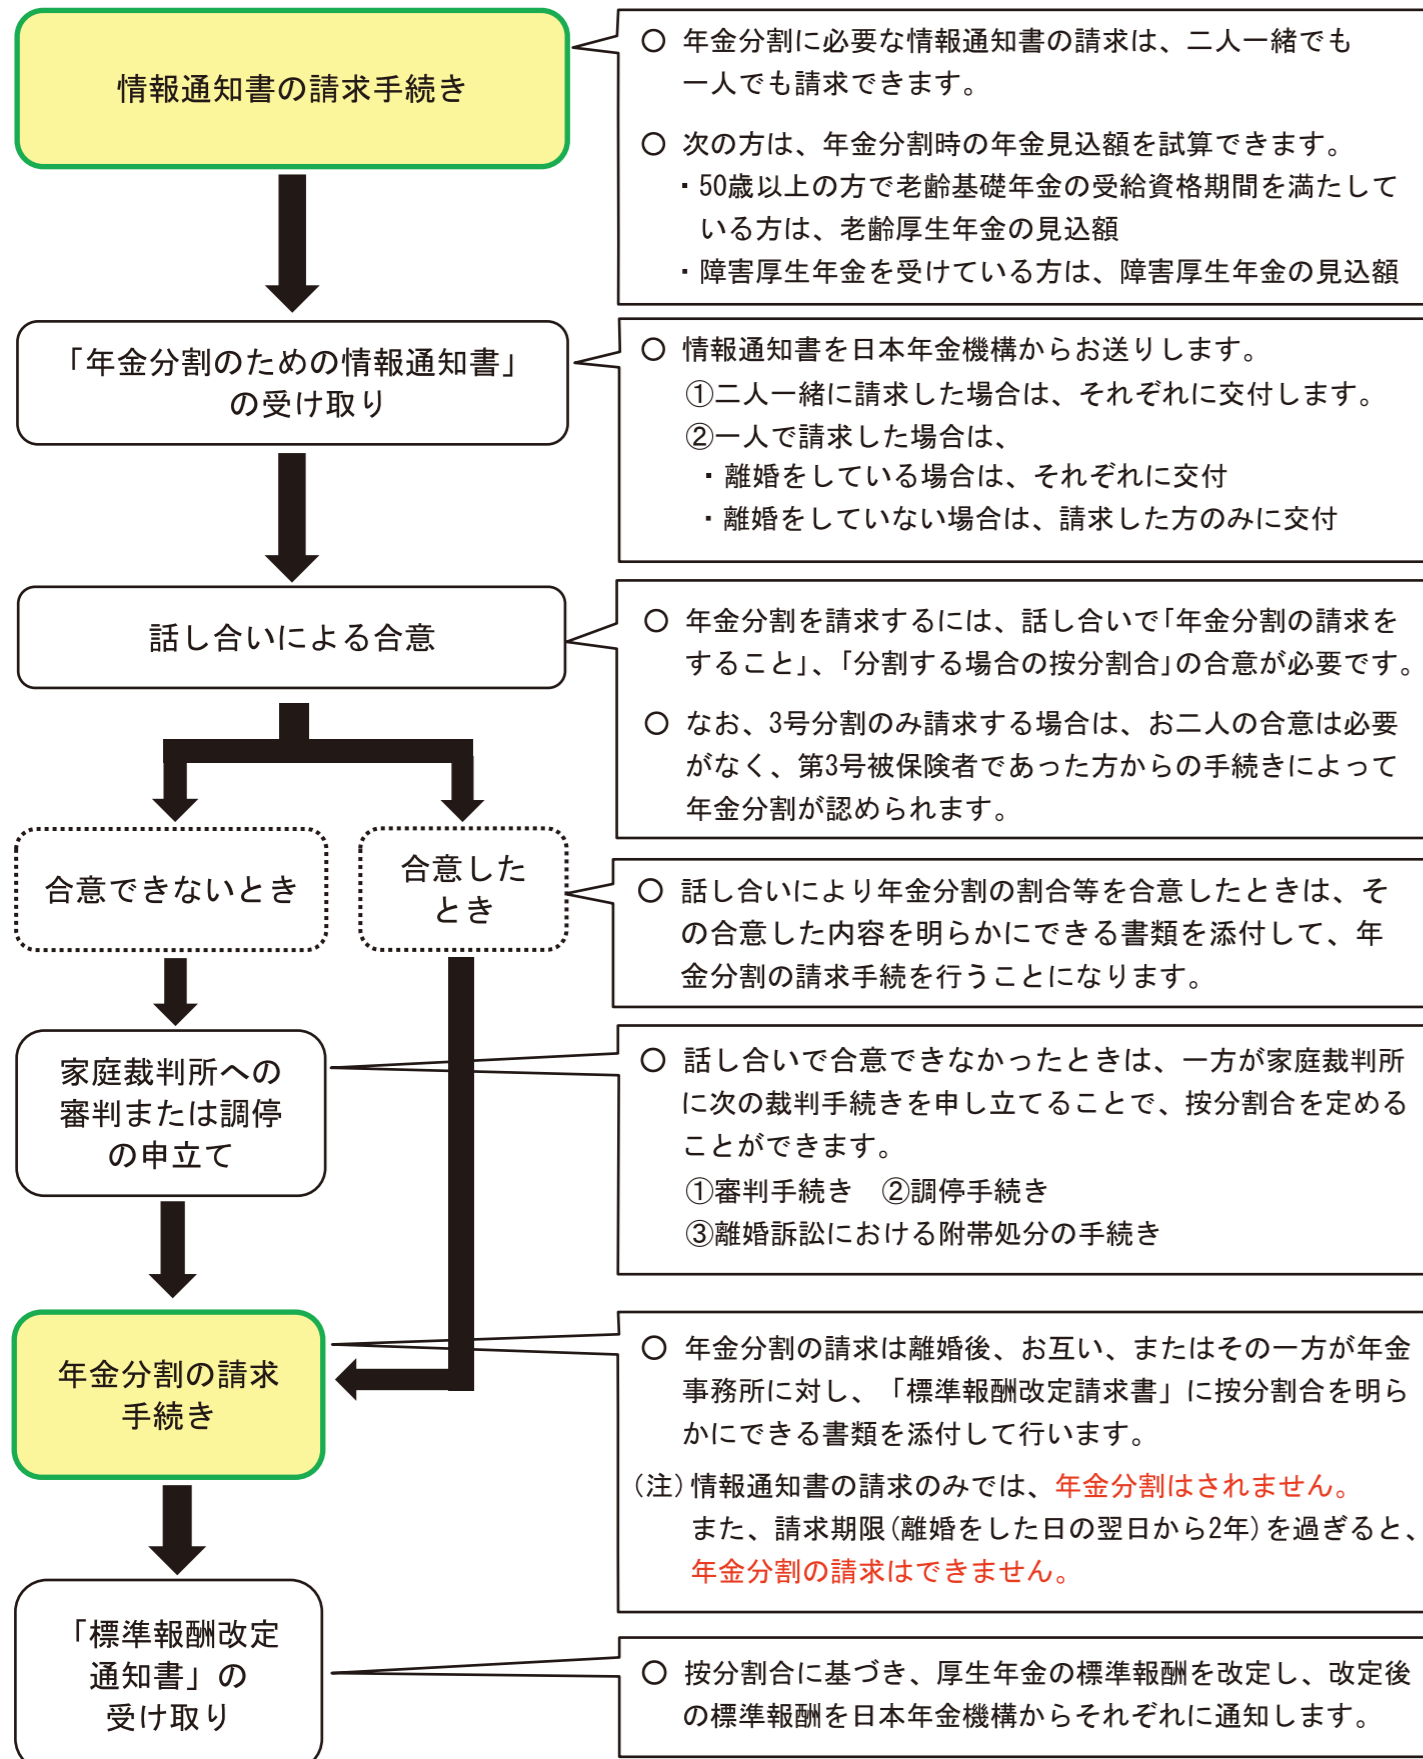 情報通知書の請求手続き
○ 年金分割に必要な情報通知書の請求は、二人一緒でも
一人でも請求できます。
○ 次の方は、年金分割時の年金見込額を試算できます。
・50歳以上の方で老齢基礎年金の受給資格期間を満たして
いる方は、老齢厚生年金の見込額
・障害厚生年金を受けている方は、障害厚生年金の見込額
「年金分割のための情報通知書」
の受け取り
○ 情報通知書を日本年金機構からお送りします。
①二人一緒に請求した場合は、それぞれに交付します。
②一人で請求した場合は、
・離婚をしている場合は、それぞれに交付
・離婚をしていない場合は、請求した方のみに交付
話し合いによる合意
○ 年金分割を請求するには、話し合いで「年金分割の請求を
すること」、「分割する場合の按分割合」の合意が必要です。
○ なお、3号分割のみ請求する場合は、お二人の合意は必要
がなく、第3号被保険者であった方からの手続きによって
年金分割が認められます。
合意できないとき
合意した
とき
○ 話し合いにより年金分割の割合等を合意したときは、そ
の合意した内容を明らかにできる書類を添付して、年
金分割の請求手続を行うことになります。
家庭裁判所への
審判または調停
の申立て
○ 話し合いで合意できなかったときは、一方が家庭裁判所
に次の裁判手続きを申し立てることで、按分割合を定める
ことができます。
①審判手続き ②調停手続き
③離婚訴訟における附帯処分の手続き
年金分割の請求
手続き
○ 年金分割の請求は離婚後、お互い、またはその一方が年金
事務所に対し、「標準報酬改定請求書」に按分割合を明ら
かにできる書類を添付して行います。
(注)情報通知書の請求のみでは、年金分割はされません。
また、請求期限(離婚をした日の翌日から2年)を過ぎると、
年金分割の請求はできません。
「標準報酬改定
通知書」の
受け取り
○ 按分割合に基づき、厚生年金の標準報酬を改定し、改定後
の標準報酬を日本年金機構からそれぞれに通知します。